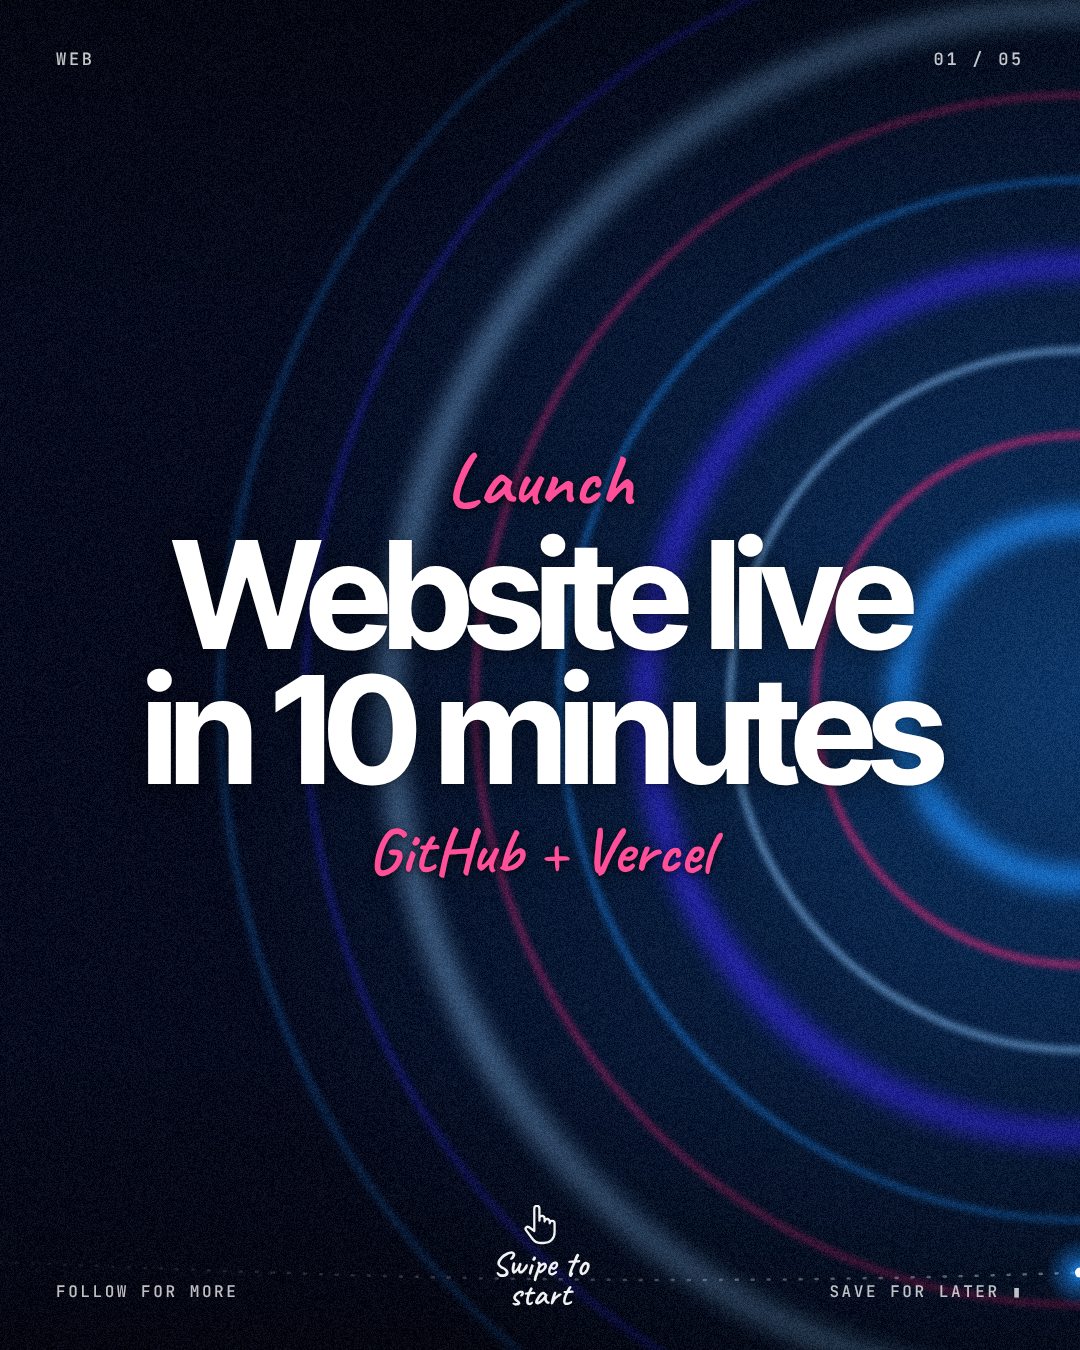 WEB
01 / 05
Launch
Website live
in 10 minutes
GitHub + Vercel
Swipe to
start
FOLLOW FOR MORE
SAVE FOR LATER